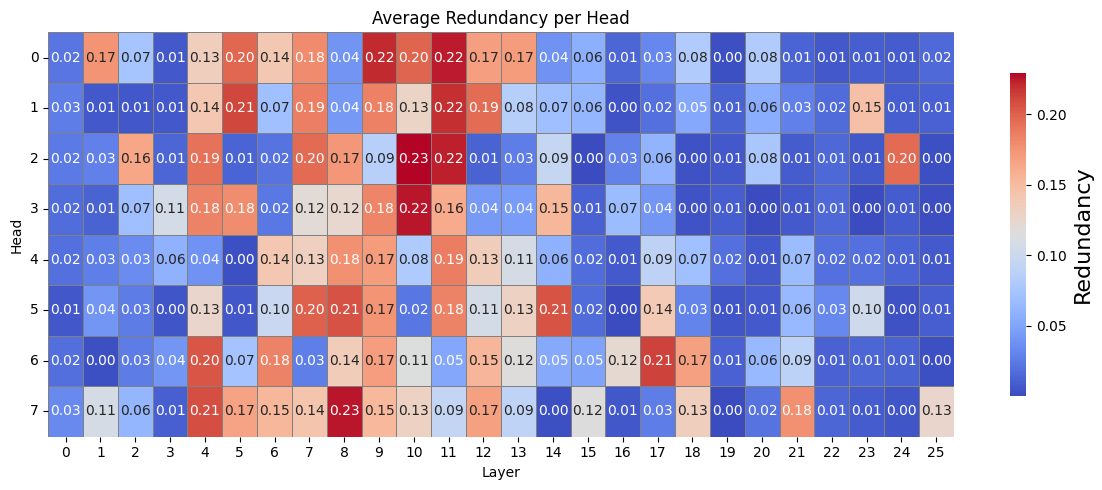 Average Redundancy per Head
0 0.02 0.17 0.07 0.01 0.13 0.20 0.14 0.18 0.04 0.22 0.20 0.22 0.17 0.17 0.04 0.06 0.01 0.03 0.08 0.00 0.08 0.01 0.01 0.01 0.01 0.02
1 0.03 0.01 0.01 0.01 0.14 0.21 0.07 0.19 0.04 0.18 0.13 0.22 0.19 0.08 0.07 0.06 0.00 0.02 0.05 0.01 0.06 0.03 0.02 0.15 0.01 0.01
2 0.02 0.03 0.16 0.01 0.19 0.01 0.02 0.20 0.17 0.09 0.23 0.22 0.01 0.03 0.09 0.00 0.03 0.06 0.00 0.01 0.08 0.01 0.01 0.01 0.20 0.00
3 0.02 0.01 0.07 0.11 0.18 0.18 0.02 0.12 0.12 0.18 0.22 0.16 0.04 0.04 0.15 0.01 0.07 0.04 0.00 0.01 0.00 0.01 0.01 0.00 0.01 0.00
4 0.02 0.03 0.03 0.06 0.04 0.00 0.14 0.13 0.18 0.17 0.08 0.19 0.13 0.11 0.06 0.02 0.01 0.09 0.07 0.02 0.01 0.07 0.02 0.02 0.01 0.01
5 0.01 0.04 0.03 0.00 0.13 0.01 0.10 0.20 0.21 0.17 0.02 0.18 0.11 0.13 0.21 0.02 0.00 0.14 0.03 0.01 0.01 0.06 0.03 0.10 0.00 0.01
6 0.02 0.00 0.03 0.04 0.20 0.07 0.18 0.03 0.14 0.17 0.11 0.05 0.15 0.12 0.05 0.05 0.12 0.21 0.17 0.01 0.06 0.09 0.01 0.01 0.01 0.00
7 0.03 0.11 0.06 0.01 0.21 0.17 0.15 0.14 0.23 0.15 0.13 0.09 0.17 0.09 0.00 0.12 0.01 0.03 0.13 0.00 0.02 0.18 0.01 0.01 0.00 0.13
0 1 2 3 4 5 6 7 8 9 10 11 12 13 14 15 16 17 18 19 20 21 22 23 24 25
Layer
Head
0.20
0.15
0.10
0.05
Redundancy